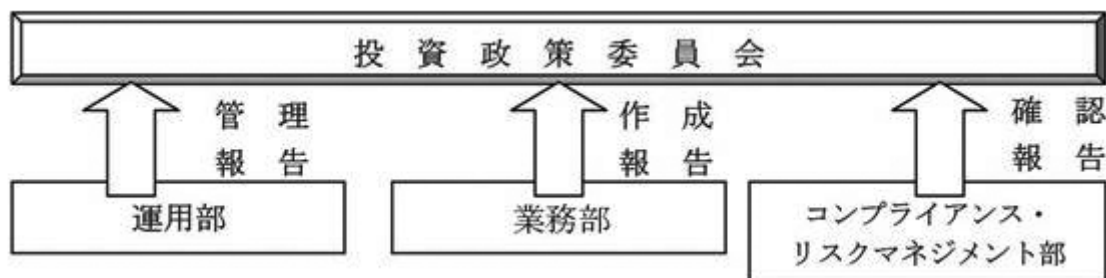 投資政策委員会
管理
報告
作成
報告
確認
報告
運用部
業務部
コンプライアンス・
リスクマネジメント部